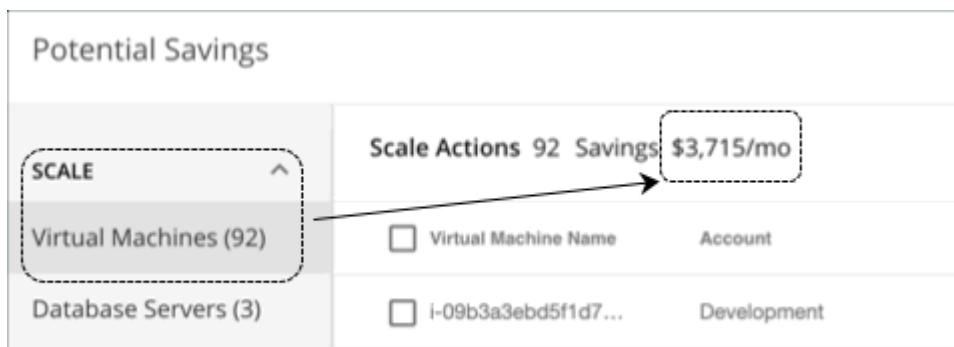 Potential Savings
SCALE
Virtual Machines (92)
Database Servers (3)
Scale Actions 92 Savings $3,715/mo
Virtual Machine Name Account
i-09b3a3ebd5f1d7... Development